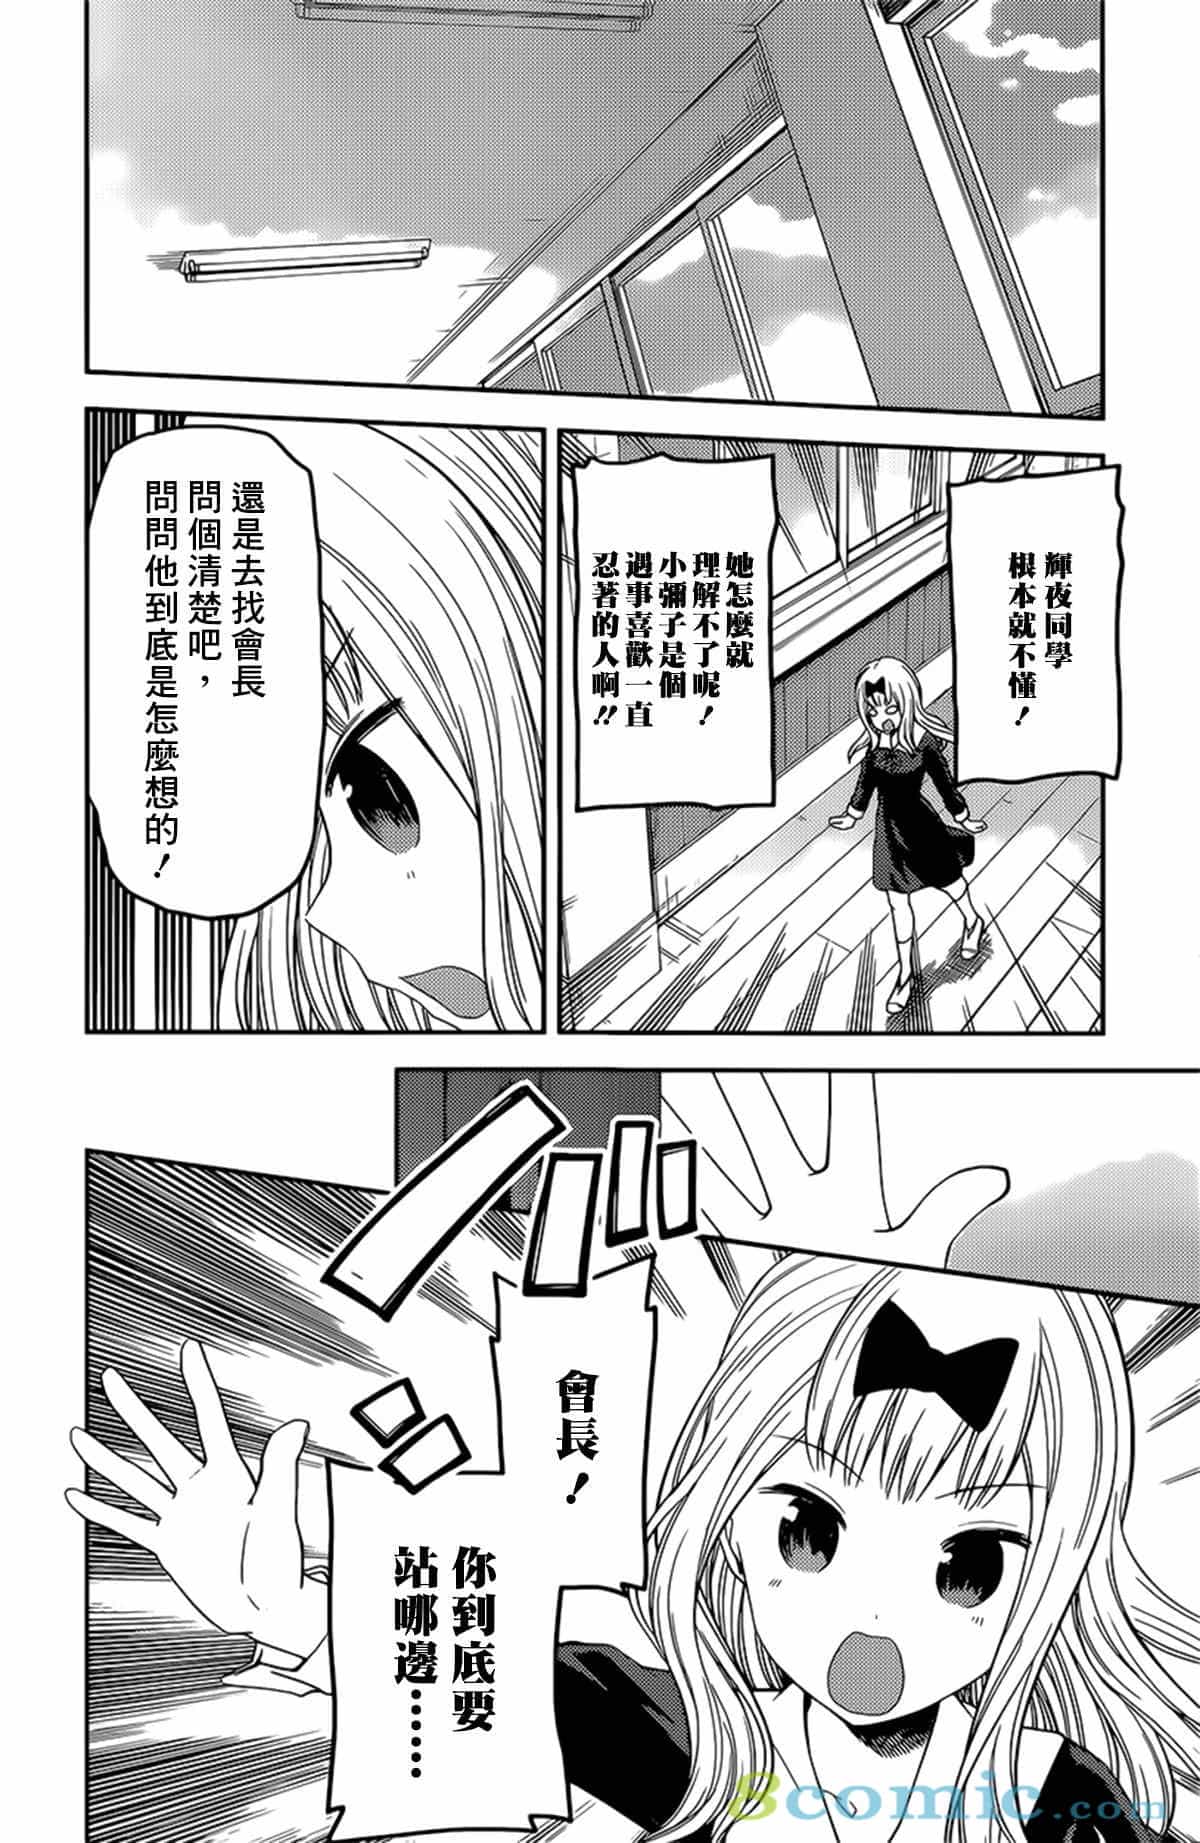 輝夜同學
根本就不懂！
她怎麼就
理解不了呢！
小彌子是個
遇事喜歡一直
忍著的人啊!!
還是去找會長
問個清楚吧，
問問他到底是怎麼想的！
會長！
你到底要
站哪邊……
8comic.com